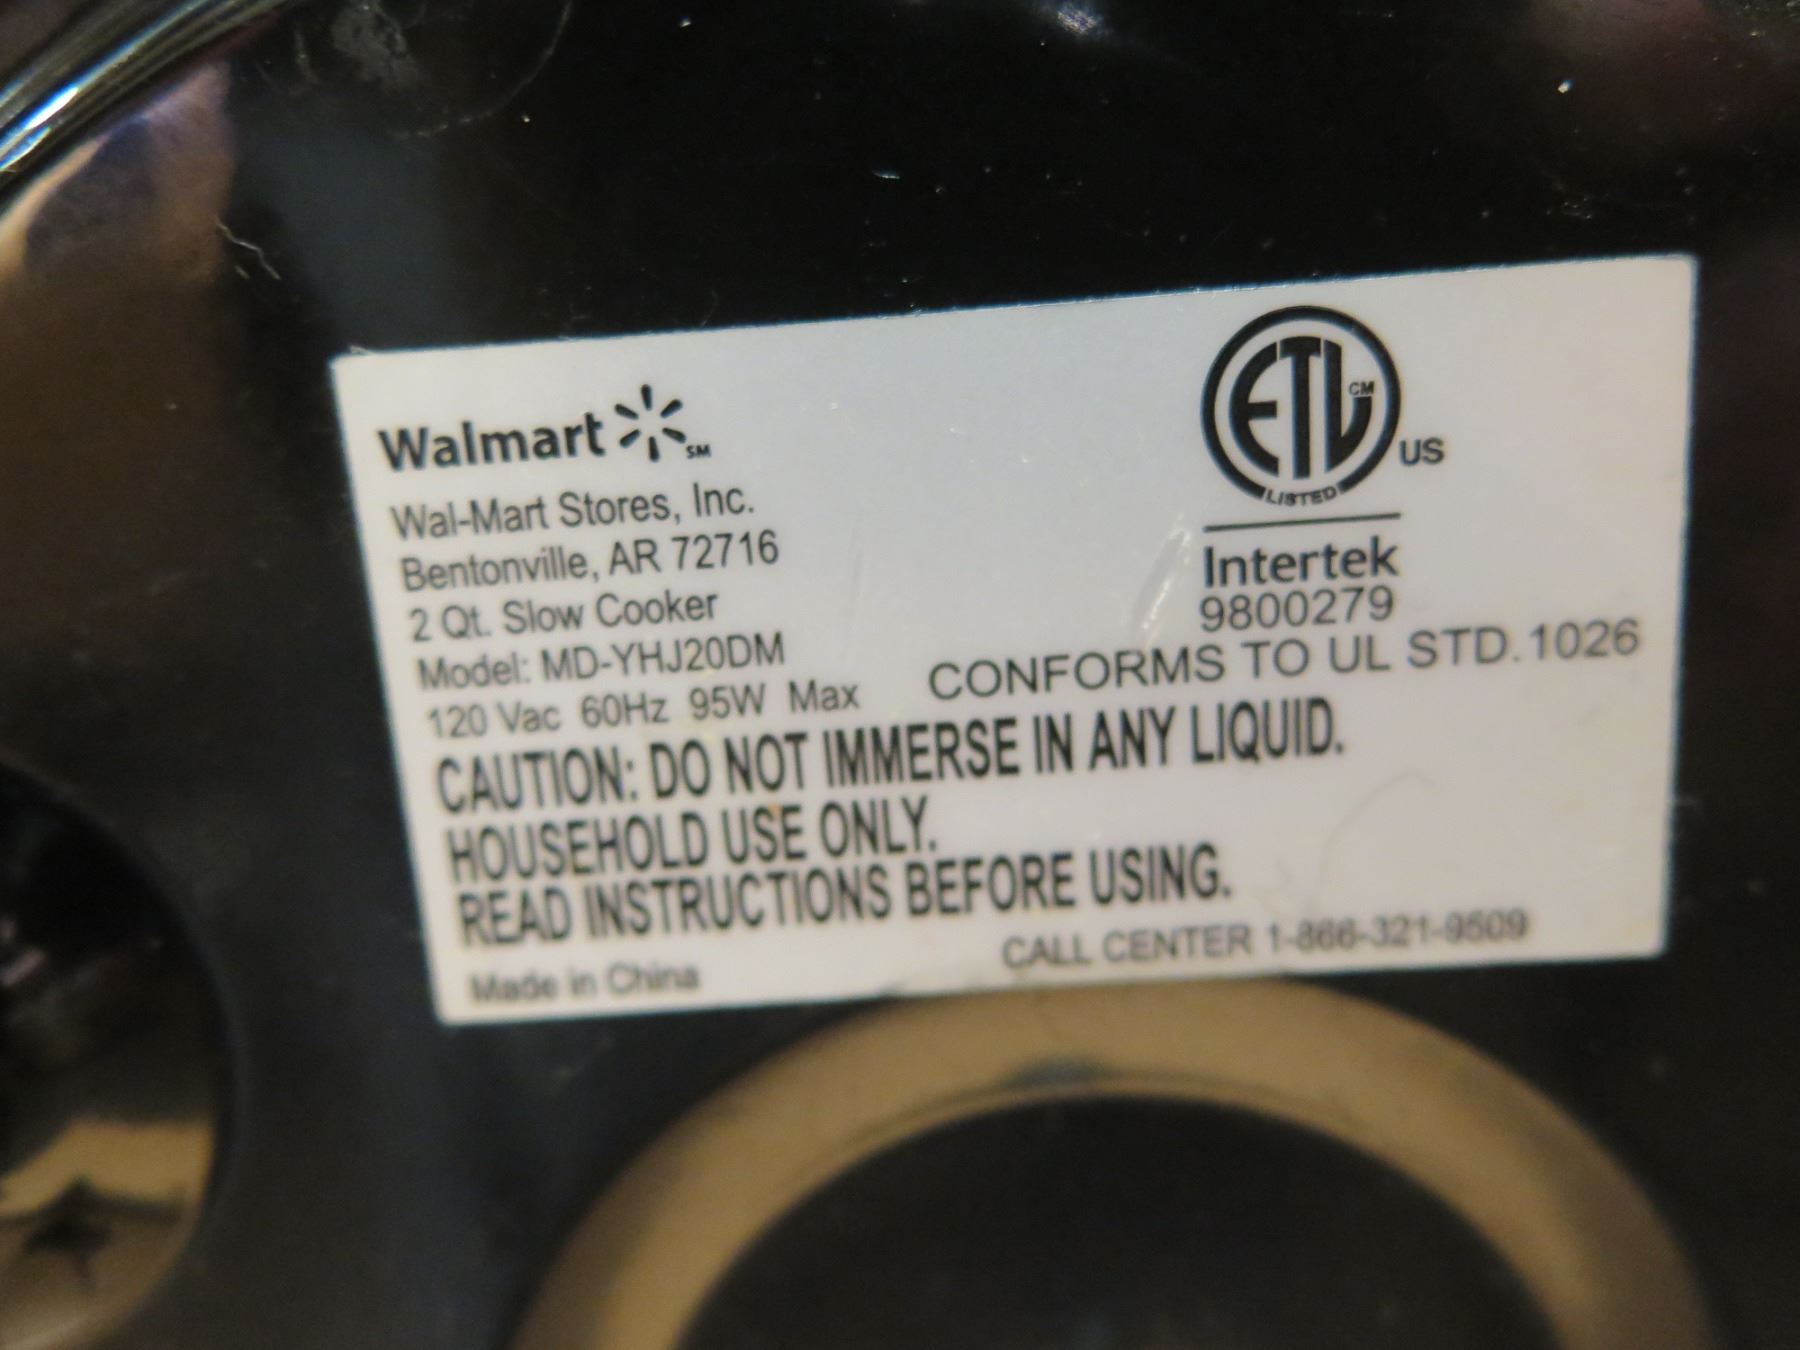 Walmart SM
Wal-Mart Stores, Inc.
Bentonville, AR 72716
2 Qt. Slow Cooker
Model: MD-YHJ20DM
120 Vac 60Hz 95W Max
ETL CM
LISTED
US
Intertek
9800279
CONFORMS TO UL STD. 1026
CAUTION: DO NOT IMMERSE IN ANY LIQUID.
HOUSEHOLD USE ONLY.
READ INSTRUCTIONS BEFORE USING.
Made in China
CALL CENTER 1-866-321-9509